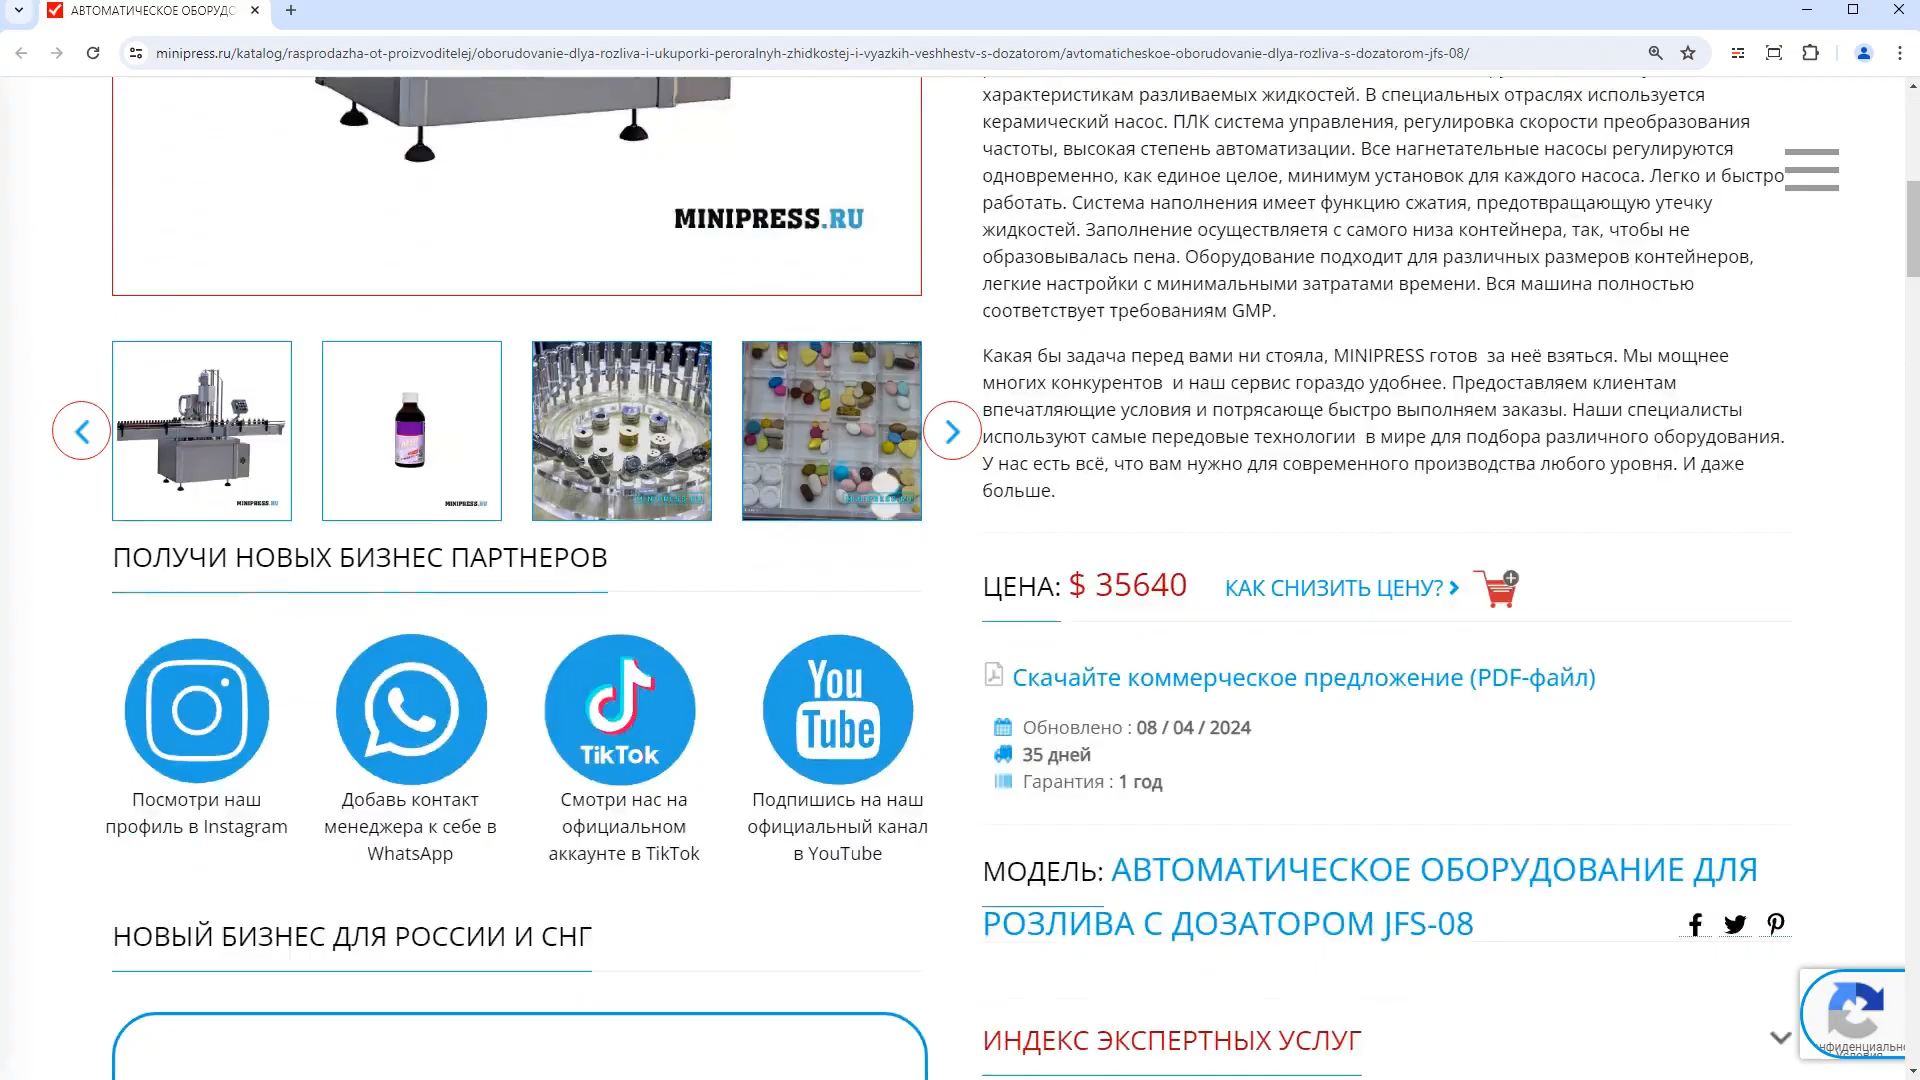 АВТОМАТИЧЕСКОЕ ОБОРУДО
minipress.ru/katalog/rasprodazha-ot-proizvoditelej/oborudovanie-dlya-rozliva-i-ukuporki-peroralnyh-zhidkostej-i-vyazkih-veshhestv-s-dozatorom/avtomaticheskoe-oborudovanie-dlya-rozliva-s-dozatorom-jfs-08/
MINIPRESS.RU
MINIPRESS.RU
MINIPRESS.RU
MINIPRESS.RU
MINIPRESS.RU
ПОЛУЧИ НОВЫХ БИЗНЕС ПАРТНЕРОВ
TikTok
You
Tube
Посмотри наш
профиль в Instagram
Добавь контакт
менеджера к себе в
WhatsApp
Смотри нас на
официальном
аккаунте в TikTok
Подпишись на наш
официальный канал
в YouTube
НОВЫЙ БИЗНЕС ДЛЯ РОССИИ И СНГ
характеристикам разливаемых жидкостей. В специальных отраслях используется
керамический насос. ПЛК система управления, регулировка скорости преобразования
частоты, высокая степень автоматизации. Все нагнетательные насосы регулируются
одновременно, как единое целое, минимум установок для каждого насоса. Легко и быстро
работать. Система наполнения имеет функцию сжатия, предотвращающую утечку
жидкостей. Заполнение осуществляетя с самого низа контейнера, так, чтобы не
образовывалась пена. Оборудование подходит для различных размеров контейнеров,
легкие настройки с минимальными затратами времени. Вся машина полностью
соответствует требованиям GMP.
Какая бы задача перед вами ни стояла, MINIPRESS готов за неё взяться. Мы мощнее
многих конкурентов и наш сервис гораздо удобнее. Предоставляем клиентам
впечатляющие условия и потрясающе быстро выполняем заказы. Наши специалисты
используют самые передовые технологии в мире для подбора различного оборудования.
У нас есть всё, что вам нужно для современного производства любого уровня. И даже
больше.
ЦЕНА: $ 35640 КАК СНИЗИТЬ ЦЕНУ?
Скачайте коммерческое предложение (PDF-файл)
Обновлено : 08 / 04 / 2024
35 дней
Гарантия : 1 год
МОДЕЛЬ: АВТОМАТИЧЕСКОЕ ОБОРУДОВАНИЕ ДЛЯ
РОЗЛИВА С ДОЗАТОРОМ JFS-08
ИНДЕКС ЭКСПЕРТНЫХ УСЛУГ